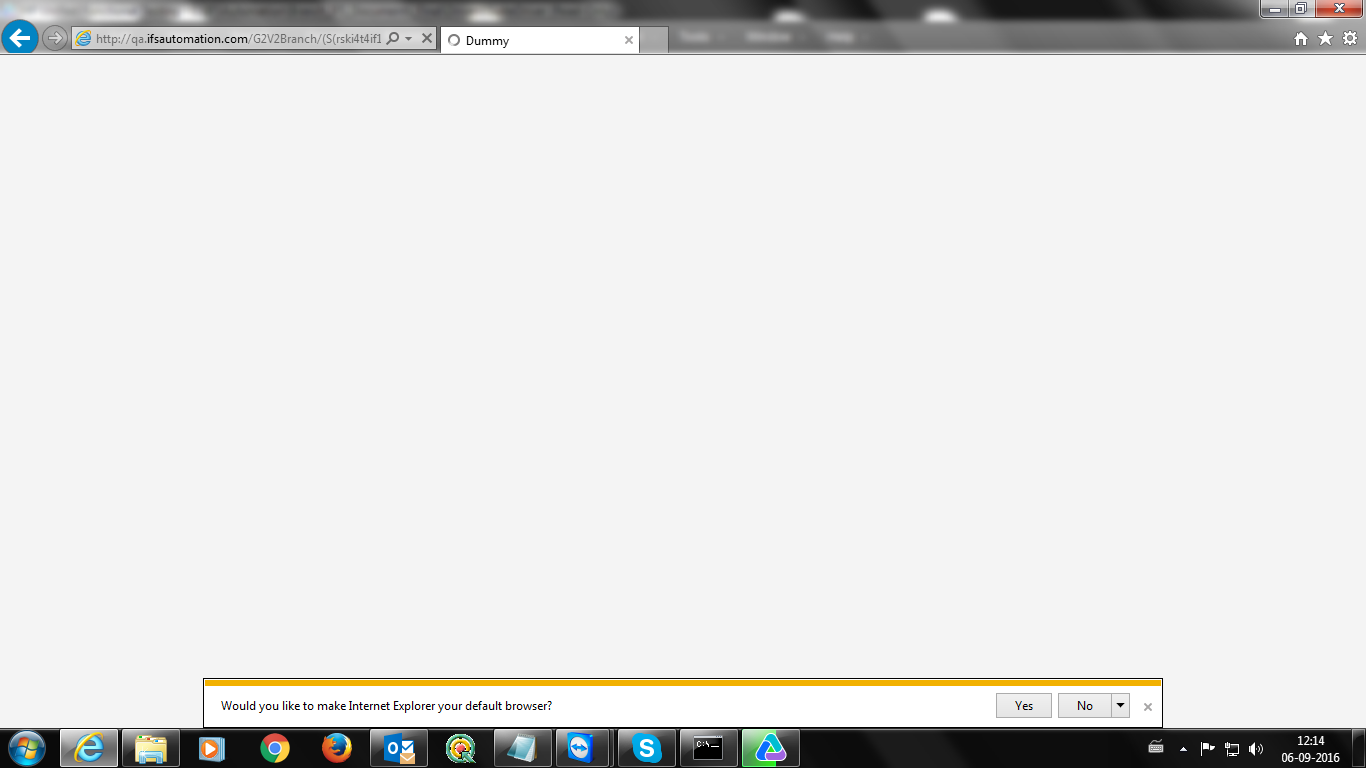 http://qa.ifsautomation.com/G2V2Branch/(S(rski4t4if1
Dummy
Tools
Window
Help
Would you like to make Internet Explorer your default browser?
Yes
No
C:\_
12:14
06-09-2016